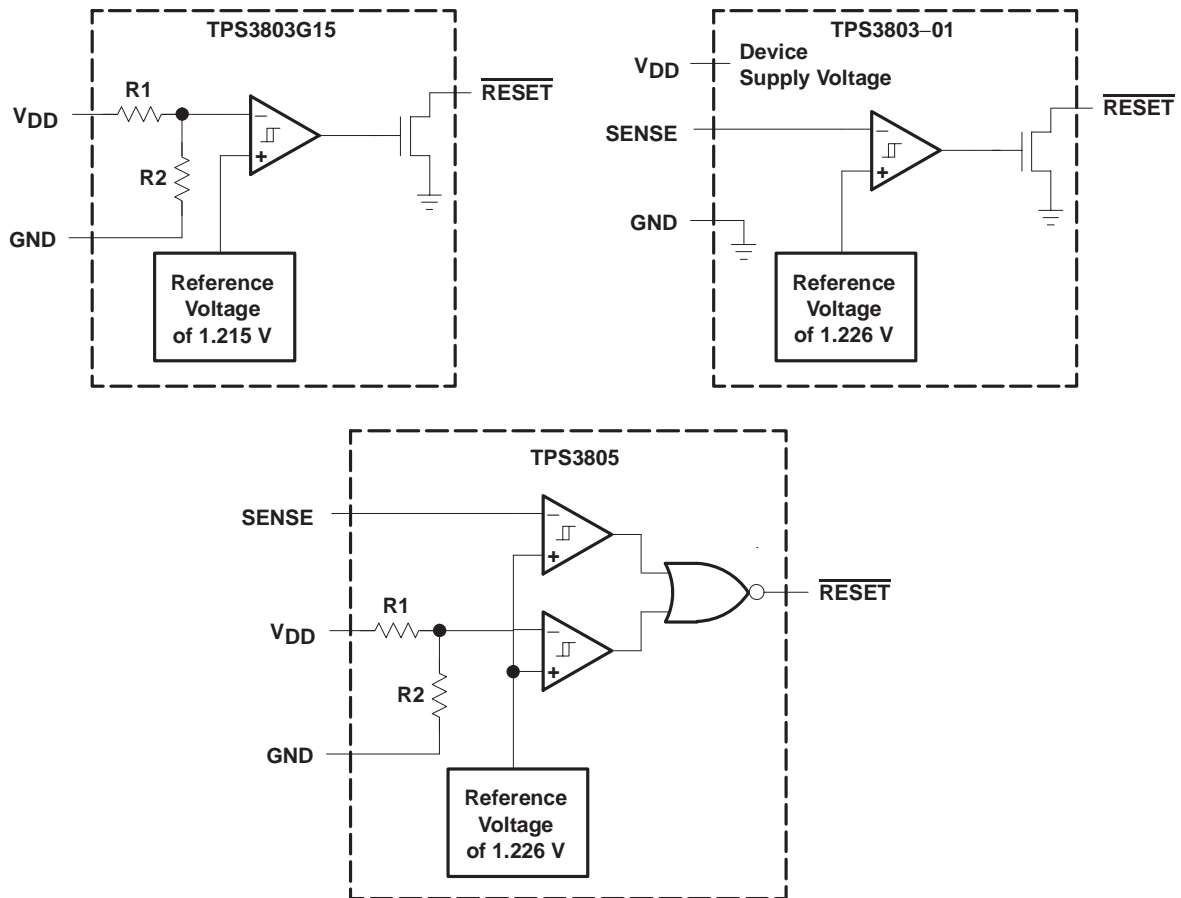 TPS3803G15
R1
VDD
R2
GND
−
+
RESET
Reference
Voltage
of 1.215 V
TPS3803−01
VDD
Device
Supply Voltage
SENSE
GND
−
+
RESET
Reference
Voltage
of 1.226 V
TPS3805
SENSE
−
+
R1
VDD
−
+
R2
GND
RESET
Reference
Voltage
of 1.226 V